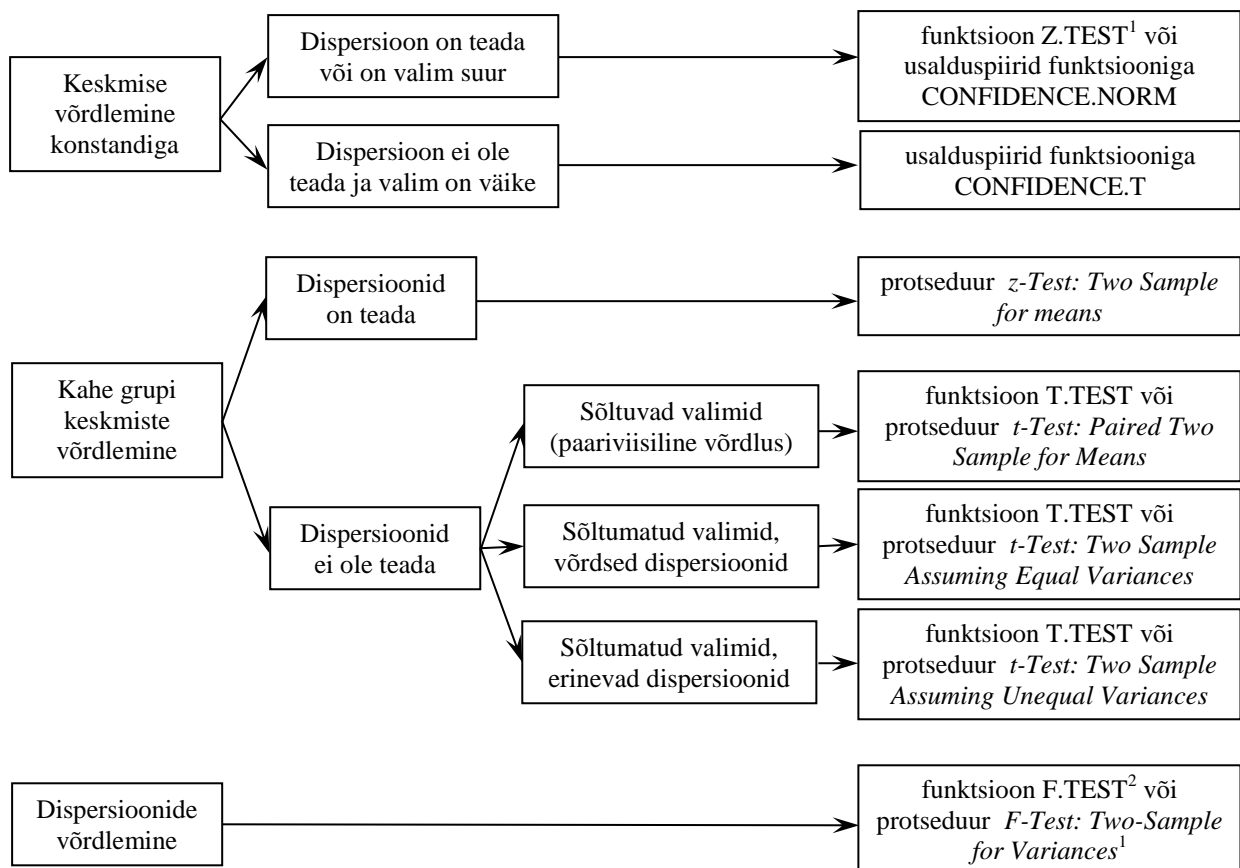 Keskmise
võrdlemine
konstandiga
Dispersioon on teada
või on valim suur
funktsioon Z.TEST¹ või
usalduspiirid funktsiooniga
CONFIDENCE.NORM
Dispersioon ei ole
teada ja valim on väike
usalduspiirid funktsiooniga
CONFIDENCE.T
Kahe grupi
keskmiste
võrdlemine
Dispersioonid
on teada
protseduur z-Test: Two Sample
for means
Dispersioonid
ei ole teada
Sõltuvad valimid
(paariviisiline võrdlus)
funktsioon T.TEST või
protseduur t-Test: Paired Two
Sample for Means
Sõltumatud valimid,
võrdsed dispersioonid
funktsioon T.TEST või
protseduur t-Test: Two Sample
Assuming Equal Variances
Sõltumatud valimid,
erinevad dispersioonid
funktsioon T.TEST või
protseduur t-Test: Two Sample
Assuming Unequal Variances
Dispersioonide
võrdlemine
funktsioon F.TEST² või
protseduur F-Test: Two-Sample
for Variances¹